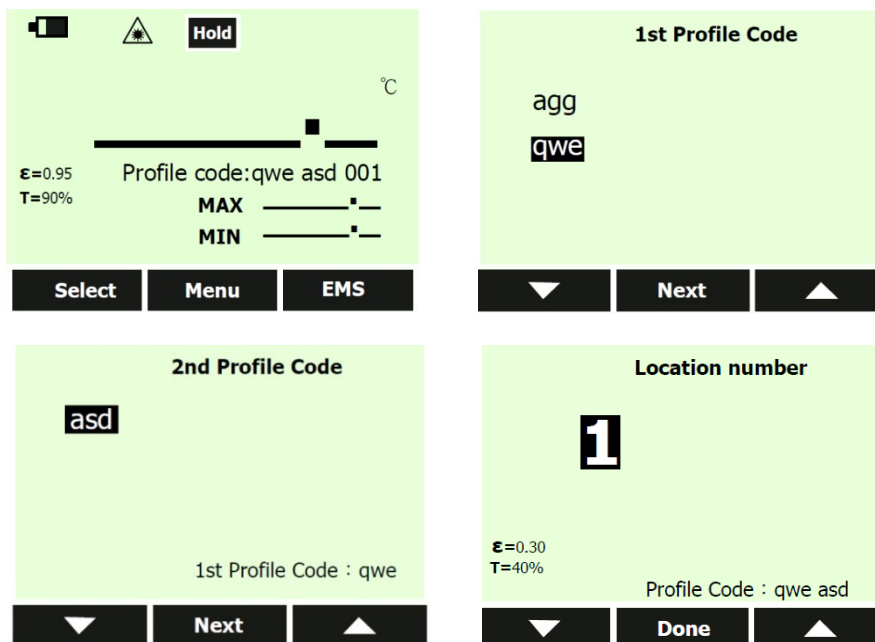 Hold
℃
ε=0.95
Profile code:qwe asd 001
T=90%
MAX
MIN
Select Menu EMS
1st Profile Code
agg
qwe
Next
2nd Profile Code
asd
1st Profile Code : qwe
Next
Location number
1
ε=0.30
T=40%
Profile Code : qwe asd
Done